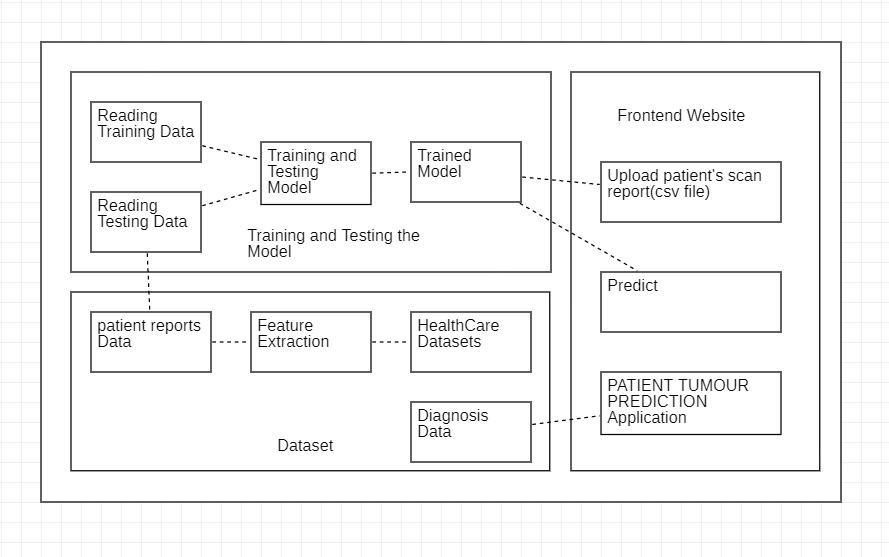 Reading
Training Data
Reading
Testing Data
Training and
Testing
Model
Trained
Model
Training and Testing the
Model
patient reports
Data
Feature
Extraction
HealthCare
Datasets
Diagnosis
Data
Dataset
Frontend Website
Upload patient's scan
report(csv file)
Predict
PATIENT TUMOUR
PREDICTION
Application